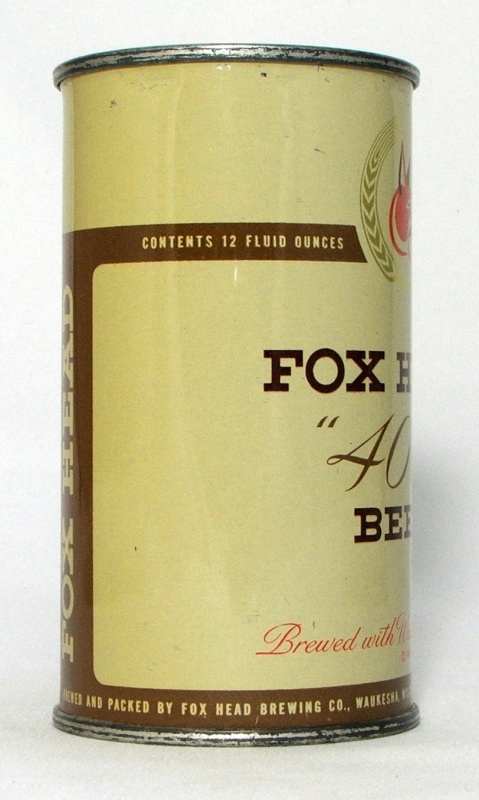 CONTENTS 12 FLUID OUNCES
FOX H
"40
BEE
Brewed with W
FOX HEAD
BREWED AND PACKED BY FOX HEAD BREWING CO., WAUKESHA,